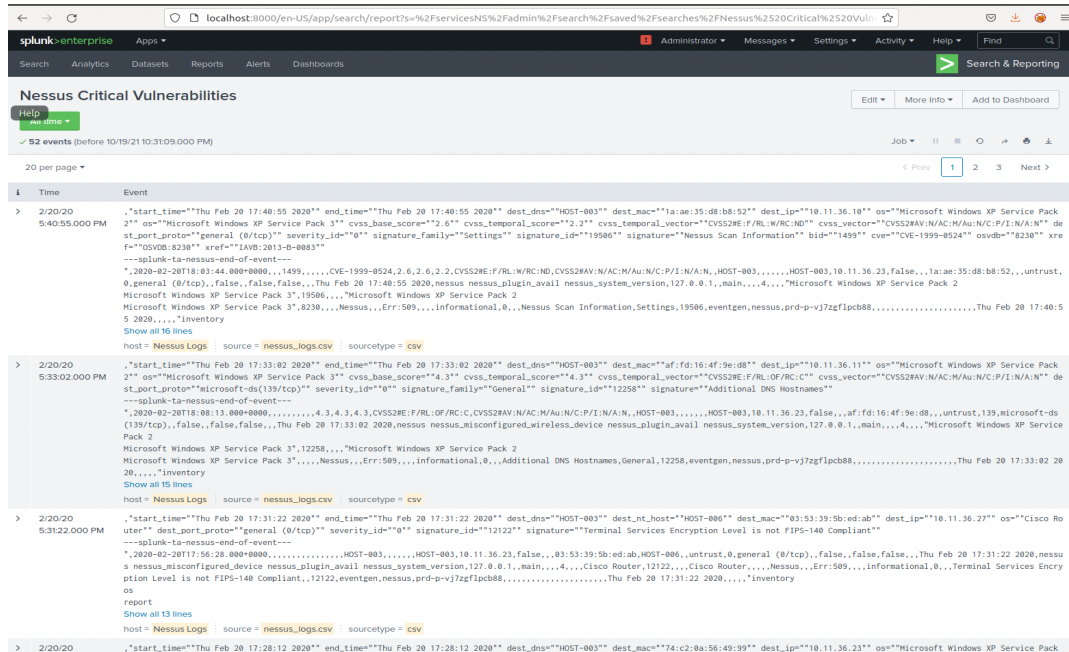 localhost:8000/en-US/app/search/report?s=%2FservicesNS%2Fadmin%2Fsearch%2Fsaved%2Fsearches%2FNessus%2520Critical%2520Vuln
splunk>enterprise Apps Administrator Messages Settings Activity Help Find
Search Analytics Datasets Reports Alerts Dashboards Search & Reporting
Nessus Critical Vulnerabilities Edit More Info Add to Dashboard
Help
All time
52 events (before 10/19/21 10:31:09.000 PM) Job
20 per page < Prev 1 2 3 Next >
i Time Event
> 2/20/20 ,"start_time=""Thu Feb 20 17:40:55 2020"" end_time=""Thu Feb 20 17:40:55 2020"" dest_dns=""HOST-003"" dest_mac=""1a:ae:35:d8:b8:52"" dest_ip=""10.11.36.10"" os=""Microsoft Windows XP Service Pack
5:40:55.000 PM 2"" os=""Microsoft Windows XP Service Pack 3"" cvss_base_score=""2.6"" cvss_temporal_score=""2.2"" cvss_temporal_vector=""CVSS2#E:F/RL:W/RC:ND"" cvss_vector=""CVSS2#AV:N/AC:M/Au:N/C:P/I:N/A:N"" de
st_port_proto=""general (0/tcp)"" severity_id=""0"" signature_family=""Settings"" signature_id=""19506"" signature=""Nessus Scan Information"" bid=""1499"" cve=""CVE-1999-0524"" osvdb=""8230"" xre
f=""OSVDB:8230"" xref=""IAVB:2013-B-0083""
---splunk-ta-nessus-end-of-event---
",2020-02-20T18:03:44.000+0000,,,1499,,,,,CVE-1999-0524,2.6,2.6,2.2,CVSS2#E:F/RL:W/RC:ND,CVSS2#AV:N/AC:M/Au:N/C:P/I:N/A:N,,HOST-003,,,,,,,HOST-003,10.11.36.23,false,,,1a:ae:35:d8:b8:52,,,untrust,
0,general (0/tcp),,false,,false,false,,,Thu Feb 20 17:40:55 2020,nessus nessus_plugin_avail nessus_system_version,127.0.0.1,,main,,,,4,,,,"Microsoft Windows XP Service Pack 2
Microsoft Windows XP Service Pack 3",19506,,,,"Microsoft Windows XP Service Pack 2
Microsoft Windows XP Service Pack 3",8230,,,,Nessus,,,Err:509,,,,informational,0,,,Nessus Scan Information,Settings,19506,eventgen,nessus,prd-p-vj7zgflpcb88,,,,,,,,,,,,,,,,,,,,,,Thu Feb 20 17:40:5
5 2020,,,,,"inventory
Show all 16 lines
host = Nessus Logs source = nessus_logs.csv sourcetype = csv
> 2/20/20 ,"start_time=""Thu Feb 20 17:33:02 2020"" end_time=""Thu Feb 20 17:33:02 2020"" dest_dns=""HOST-003"" dest_mac=""af:fd:16:4f:9e:d8"" dest_ip=""10.11.36.11"" os=""Microsoft Windows XP Service Pack
5:33:02.000 PM 2"" os=""Microsoft Windows XP Service Pack 3"" cvss_base_score=""4.3"" cvss_temporal_score=""4.3"" cvss_temporal_vector=""CVSS2#E:F/RL:OF/RC:C"" cvss_vector=""CVSS2#AV:N/AC:M/Au:N/C:P/I:N/A:N"" de
st_port_proto=""microsoft-ds(139/tcp)"" severity_id=""0"" signature_family=""General"" signature_id=""12258"" signature=""Additional DNS Hostnames""
---splunk-ta-nessus-end-of-event---
",2020-02-20T18:08:13.000+0000,,,,,,,,,,4.3,4.3,4.3,CVSS2#E:F/RL:OF/RC:C,CVSS2#AV:N/AC:M/Au:N/C:P/I:N/A:N,,HOST-003,,,,,,,HOST-003,10.11.36.23,false,,,af:fd:16:4f:9e:d8,,,untrust,139,microsoft-ds
(139/tcp),,false,,false,false,,,Thu Feb 20 17:33:02 2020,nessus nessus_misconfigured_wireless_device nessus_plugin_avail nessus_system_version,127.0.0.1,,main,,,,4,,,,"Microsoft Windows XP Service
Pack 2
Microsoft Windows XP Service Pack 3",12258,,,,"Microsoft Windows XP Service Pack 2
Microsoft Windows XP Service Pack 3",,,,,Nessus,,,Err:509,,,,informational,0,,,Additional DNS Hostnames,General,12258,eventgen,nessus,prd-p-vj7zgflpcb88,,,,,,,,,,,,,,,,,,,,,,Thu Feb 20 17:33:02 20
20,,,,,"inventory
Show all 15 lines
host = Nessus Logs source = nessus_logs.csv sourcetype = csv
> 2/20/20 ,"start_time=""Thu Feb 20 17:31:22 2020"" end_time=""Thu Feb 20 17:31:22 2020"" dest_dns=""HOST-003"" dest_nt_host=""HOST-006"" dest_mac=""03:53:39:5b:ed:ab"" dest_ip=""10.11.36.27"" os=""Cisco Ro
5:31:22.000 PM uter"" dest_port_proto=""general (0/tcp)"" severity_id=""0"" signature_id=""12122"" signature=""Terminal Services Encryption Level is not FIPS-140 Compliant""
---splunk-ta-nessus-end-of-event---
",2020-02-20T17:56:28.000+0000,,,,,,,,,,,,,,,,HOST-003,,,,,,,HOST-003,10.11.36.23,false,,,03:53:39:5b:ed:ab,HOST-006,,,untrust,0,general (0/tcp),,false,,false,false,,,Thu Feb 20 17:31:22 2020,nessu
s nessus_misconfigured_device nessus_plugin_avail nessus_system_version,127.0.0.1,,main,,,,4,,,,Cisco Router,12122,,,,Cisco Router,,,,,Nessus,,,Err:509,,,,informational,0,,,Terminal Services Encry
ption Level is not FIPS-140 Compliant,,12122,eventgen,nessus,prd-p-vj7zgflpcb88,,,,,,,,,,,,,,,,,,,,,,Thu Feb 20 17:31:22 2020,,,,,"inventory
os
report
Show all 13 lines
host = Nessus Logs source = nessus_logs.csv sourcetype = csv
> 2/20/20 ,"start_time=""Thu Feb 20 17:28:12 2020"" end_time=""Thu Feb 20 17:28:12 2020"" dest_dns=""HOST-003"" dest_mac=""74:c2:0a:56:49:99"" dest_ip=""10.11.36.23"" os=""Microsoft Windows XP Service Pack